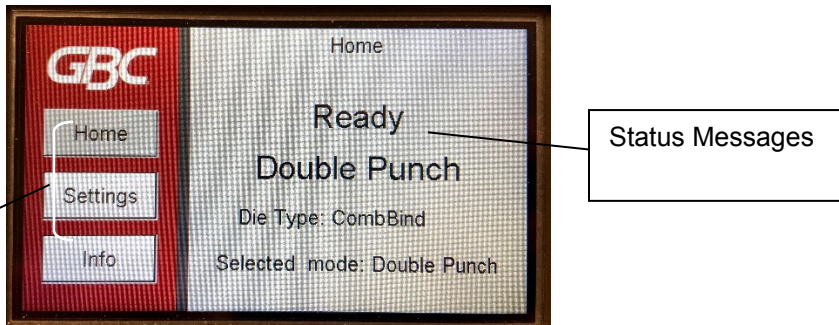 GBC
Home
Settings
Info
Home
Ready
Double Punch
Die Type: CombBind
Selected mode: Double Punch
Status Messages